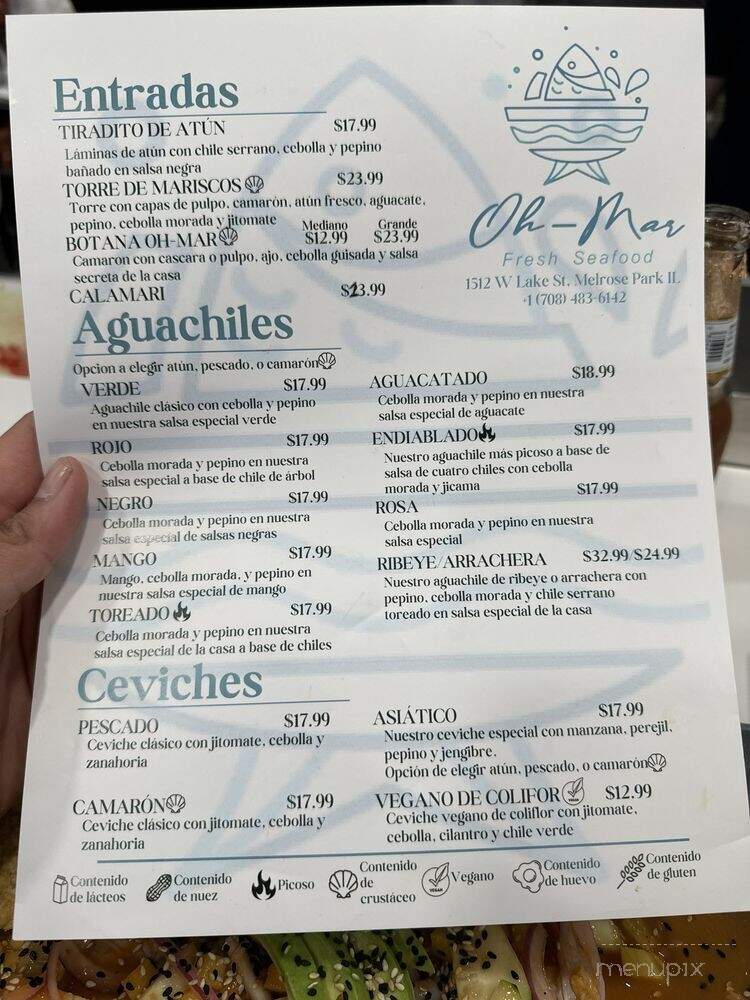 Entradas
TIRADITO DE ATÚN $17.99
Láminas de atún con chile serrano, cebolla y pepino
bañado en salsa negra
TORRE DE MARISCOS $23.99
Torre con capas de pulpo, camarón, atún fresco, aguacate,
pepino, cebolla morada y jitomate
Mediano Grande
BOTANA OH-MAR $12.99 $23.99
Camaron con cascara o pulpo, ajo, cebolla guisada y salsa
secreta de la casa
CALAMARI $23.99
Oh-Mar
Fresh Seafood
1512 W Lake St, Melrose Park IL
+1 (708) 483-6142
Aguachiles
Opcion a elegir atún, pescado, o camarón
VERDE $17.99
Aguachile clásico con cebolla y pepino
en nuestra salsa especial verde
ROJO $17.99
Cebolla morada y pepino en nuestra
salsa especial a base de chile de árbol
NEGRO $17.99
Cebolla morada y pepino en nuestra
salsa especial de salsas negras
MANGO $17.99
Mango, cebolla morada, y pepino en
nuestra salsa especial de mango
TOREADO $17.99
Cebolla morada y pepino en nuestra
salsa especial de la casa a base de chiles
AGUACATADO $18.99
Cebolla morada y pepino en nuestra
salsa especial de aguacate
ENDIABLADO $17.99
Nuestro aguachile más picoso a base de
salsa de cuatro chiles con cebolla
morada y jicama
ROSA $17.99
Cebolla morada y pepino en nuestra
salsa especial
RIBEYE/ARRACHERA $32.99/$24.99
Nuestro aguachile de ribeye o arrachera con
pepino, cebolla morada y chile serrano
toreado en salsa especial de la casa
Ceviches
PESCADO $17.99
Ceviche clásico con jitomate, cebolla y
zanahoria
CAMARÓN $17.99
Ceviche clásico con jitomate, cebolla y
zanahoria
ASIÁTICO $17.99
Nuestro ceviche especial con manzana, perejil,
pepino y jengibre.
Opción de elegir atún, pescado, o camarón
VEGANO DE COLIFOR $12.99
Ceviche vegano de coliflor con jitomate,
cebolla, cilantro y chile verde
Contenido
de lácteos
Contenido
de nuez
Picoso
Contenido
de
crustáceo
VEGAN
Vegano
Contenido
de huevo
Contenido
de gluten
menupix